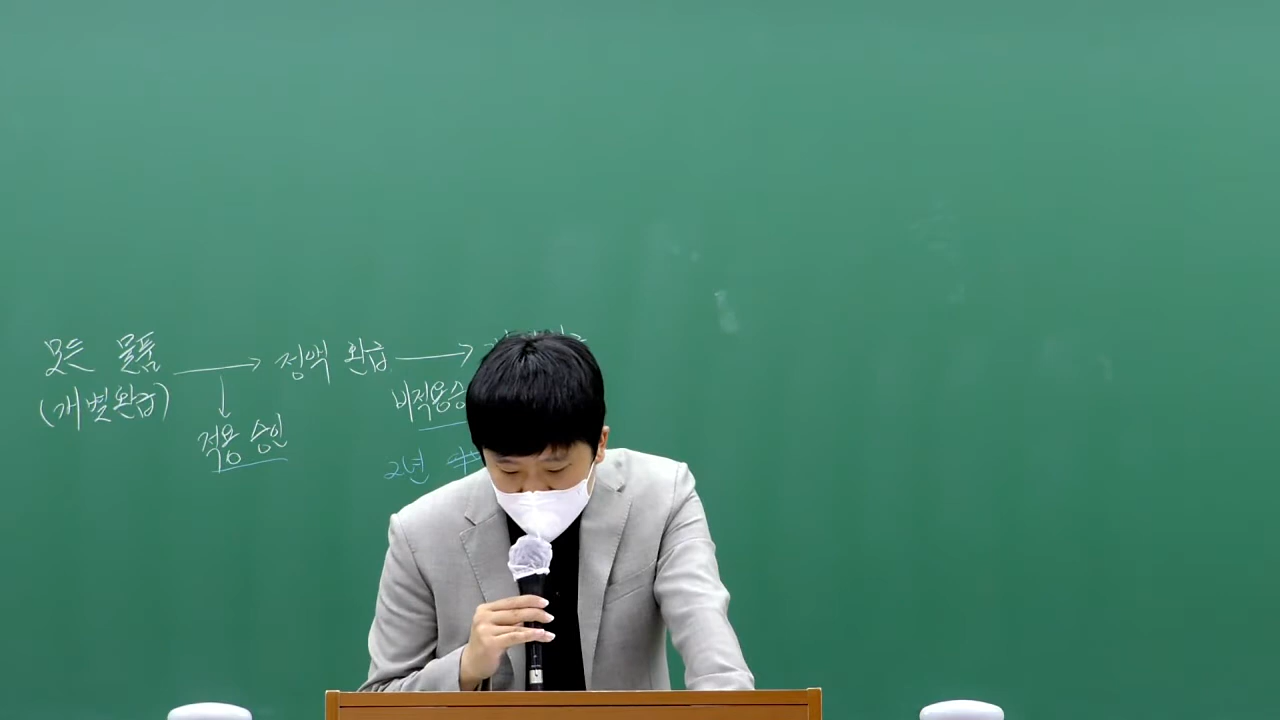 모든 물품 → 정액 환급 →
(개별환급) 비적용승
적용 승인
2년